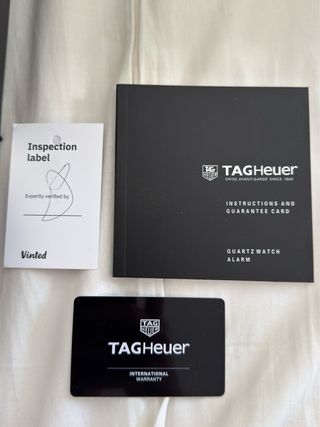 Inspection
label
Expertly verified by
Vinted
TAG
TAGHeuer
SWISS AVANT-GARDE SINCE 1860
INSTRUCTIONS AND
GUARANTEE CARD
QUARTZ WATCH
ALARM
TAG
HEUER
TAGHeuer
INTERNATIONAL
WARRANTY